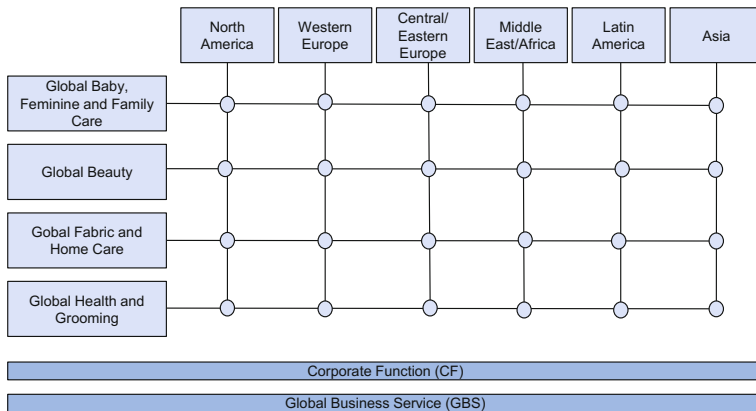 North
America
Western
Europe
Central/
Eastern
Europe
Middle
East/Africa
Latin
America
Asia
Global Baby,
Feminine and Family
Care
Global Beauty
Gobal Fabric and
Home Care
Global Health and
Grooming
Corporate Function (CF)
Global Business Service (GBS)